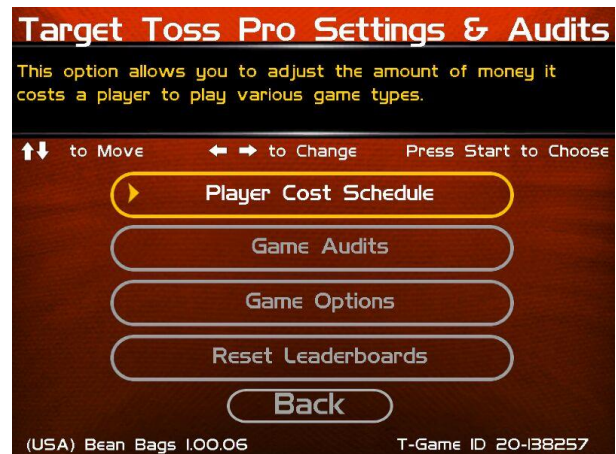 Target Toss Pro Settings & Audits
This option allows you to adjust the amount of money it
costs a player to play various game types.
↑↓ to Move ← → to Change Press Start to Choose
Player Cost Schedule
Game Audits
Game Options
Reset Leaderboards
Back
(USA) Bean Bags 1.00.06 T-Game ID 20-138257